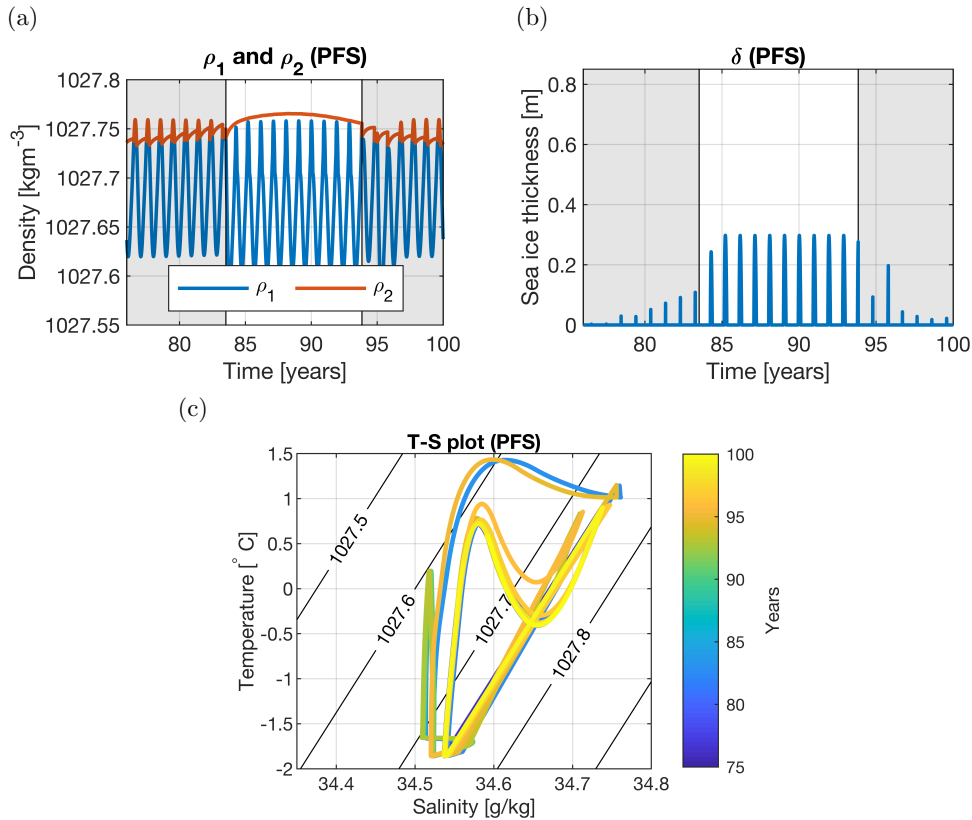 (a)
ρ1 and ρ2 (PFS)
Density [kgm-3]
1027.8
1027.75
1027.7
1027.65
1027.6
1027.55
ρ1 ρ2
80 85 90 95 100
Time [years]
(b)
δ (PFS)
Sea ice thickness [m]
0.8
0.6
0.4
0.2
0
80 85 90 95 100
Time [years]
(c)
T-S plot (PFS)
Temperature [° C]
1.5
1
0.5
0
-0.5
-1
-1.5
-2
1027.5
1027.6
1027.7
1027.8
34.4 34.5 34.6 34.7 34.8
Salinity [g/kg]
100
95
90
85
80
75
Years